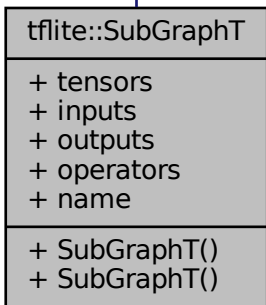 tflite::SubGraphT
+ tensors
+ inputs
+ outputs
+ operators
+ name
+ SubGraphT()
+ SubGraphT()